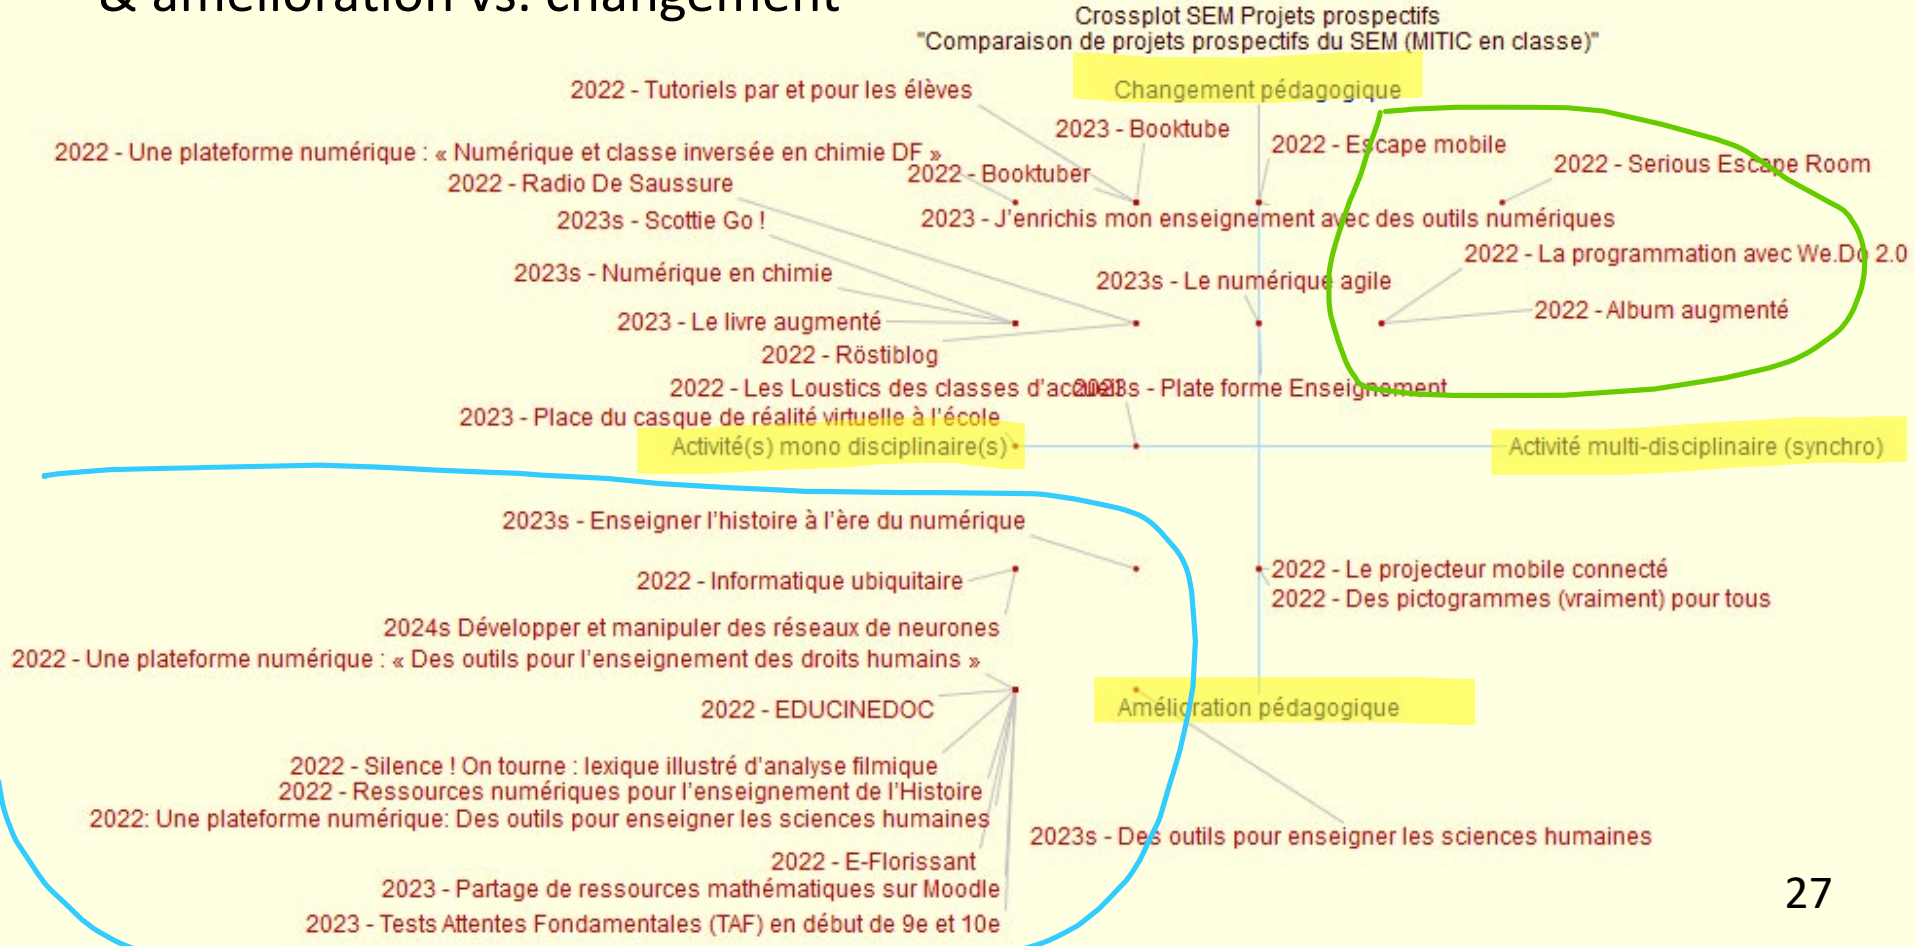 & amélioration vs. changement
Crossplot SEM Projets prospectifs
"Comparaison de projets prospectifs du SEM (MITIC en classe)"
2022 - Tutoriels par et pour les élèves
Changement pédagogique
2023 - Booktube
2022 - Escape mobile
2022 - Une plateforme numérique : « Numérique et classe inversée en chimie DF »
2022 - Serious Escape Room
2022 - Booktuber
2022 - Radio De Saussure
2023s - Scottie Go !
2023 - J'enrichis mon enseignement avec des outils numériques
2022 - La programmation avec We.Do 2.0
2023s - Numérique en chimie
2023s - Le numérique agile
2022 - Album augmenté
2023 - Le livre augmenté
2022 - Röstiblog
2022 - Les Loustics des classes d'accueil
2023s - Plate forme Enseignement
2023 - Place du casque de réalité virtuelle à l'école
Activité(s) mono disciplinaire(s)
Activité multi-disciplinaire (synchro)
2023s - Enseigner l'histoire à l'ère du numérique
2022 - Informatique ubiquitaire
2022 - Le projecteur mobile connecté
2022 - Des pictogrammes (vraiment) pour tous
2024s Développer et manipuler des réseaux de neurones
2022 - Une plateforme numérique : « Des outils pour l'enseignement des droits humains »
2022 - EDUCINEDOC
Amélioration pédagogique
2022 - Silence ! On tourne : lexique illustré d'analyse filmique
2022 - Ressources numériques pour l'enseignement de l'Histoire
2022: Une plateforme numérique: Des outils pour enseigner les sciences humaines
2023s - Des outils pour enseigner les sciences humaines
2022 - E-Florissant
2023 - Partage de ressources mathématiques sur Moodle
2023 - Tests Attentes Fondamentales (TAF) en début de 9e et 10e
27